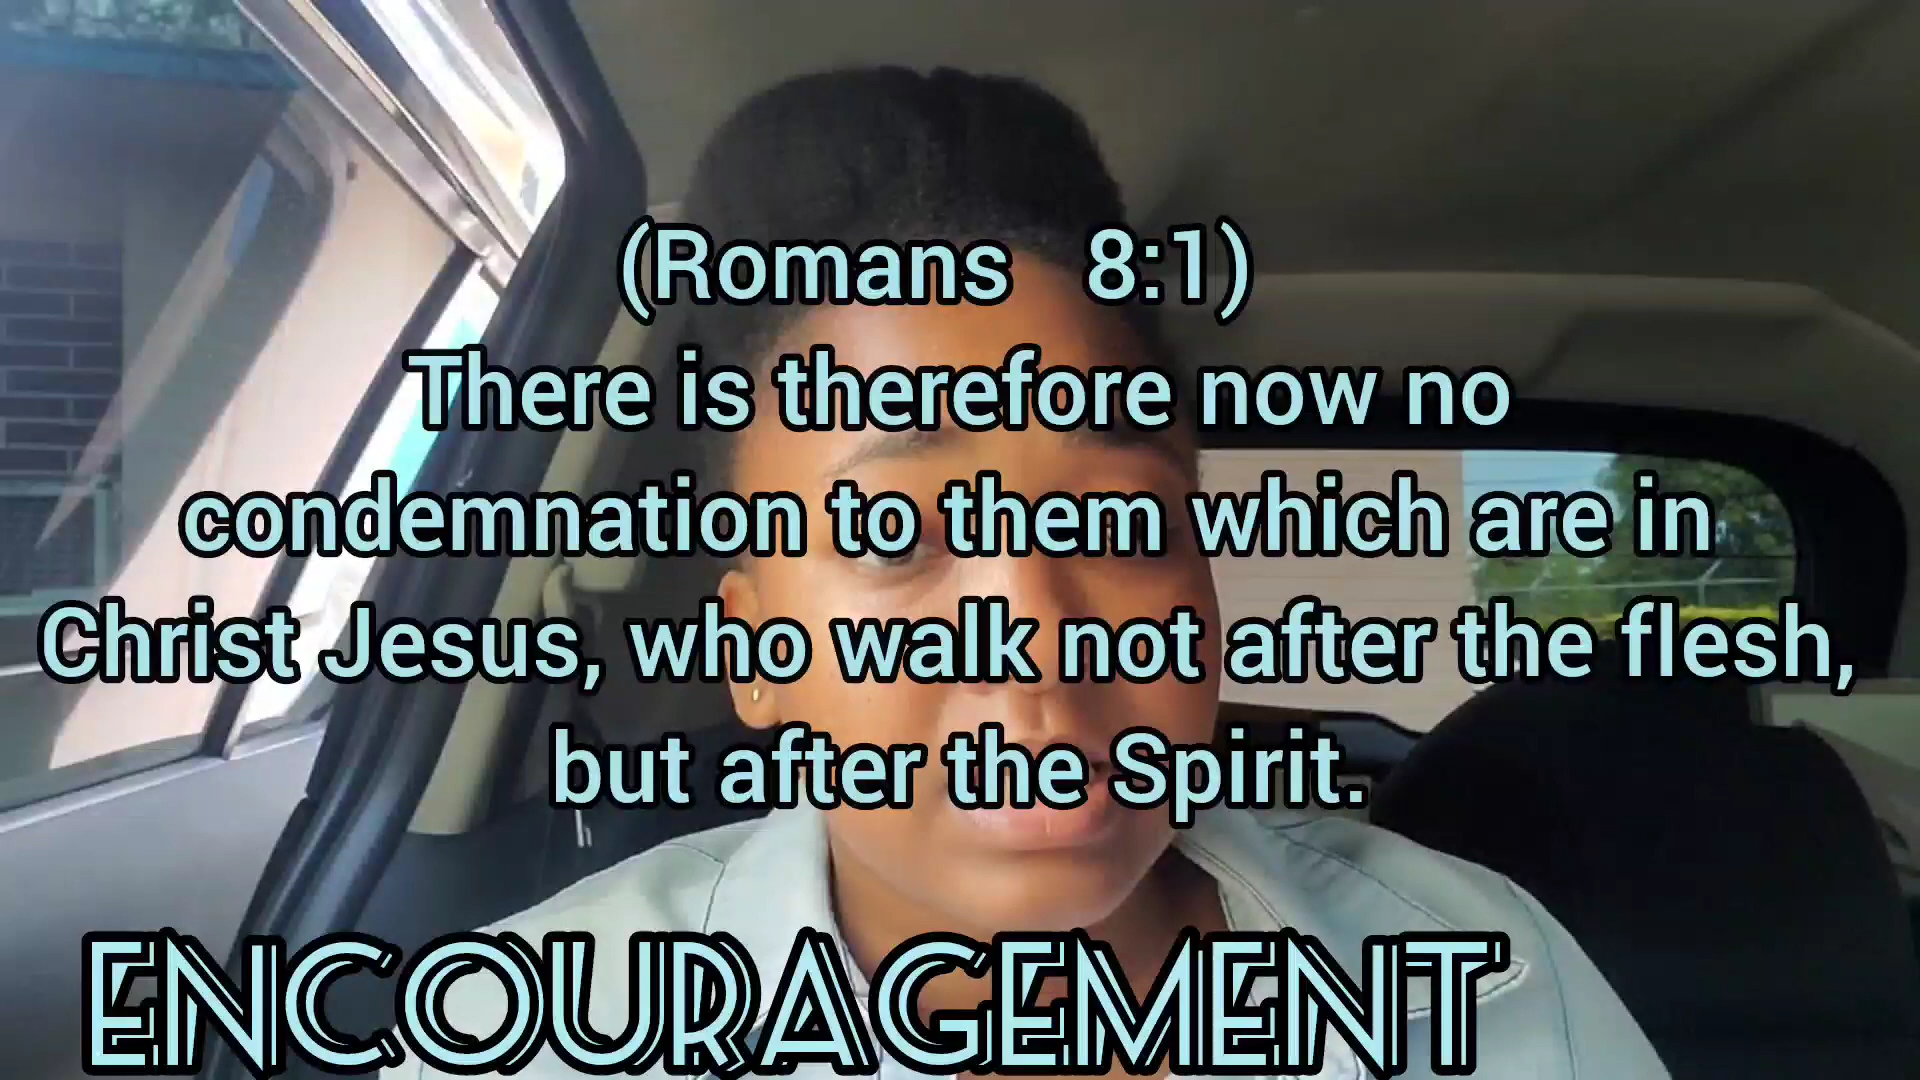 (Romans 8:1)
There is therefore now no
condemnation to them which are in
Christ Jesus, who walk not after the flesh,
but after the Spirit.
ENCOURAGEMENT